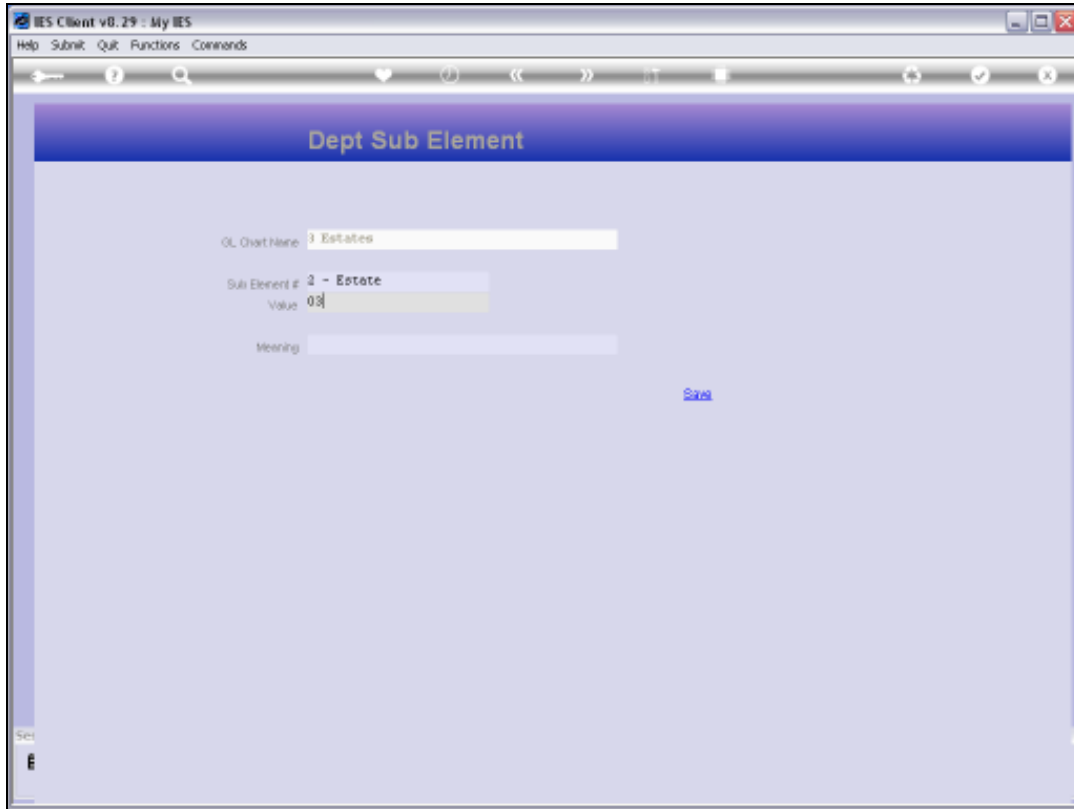 IES Client v8.29 : My IES
Help Submit Quit Functions Commands
Dept Sub Element
GL Chart Name 3 Estates
Sub Element # 2 - Estate
Value 03
Meaning
Save